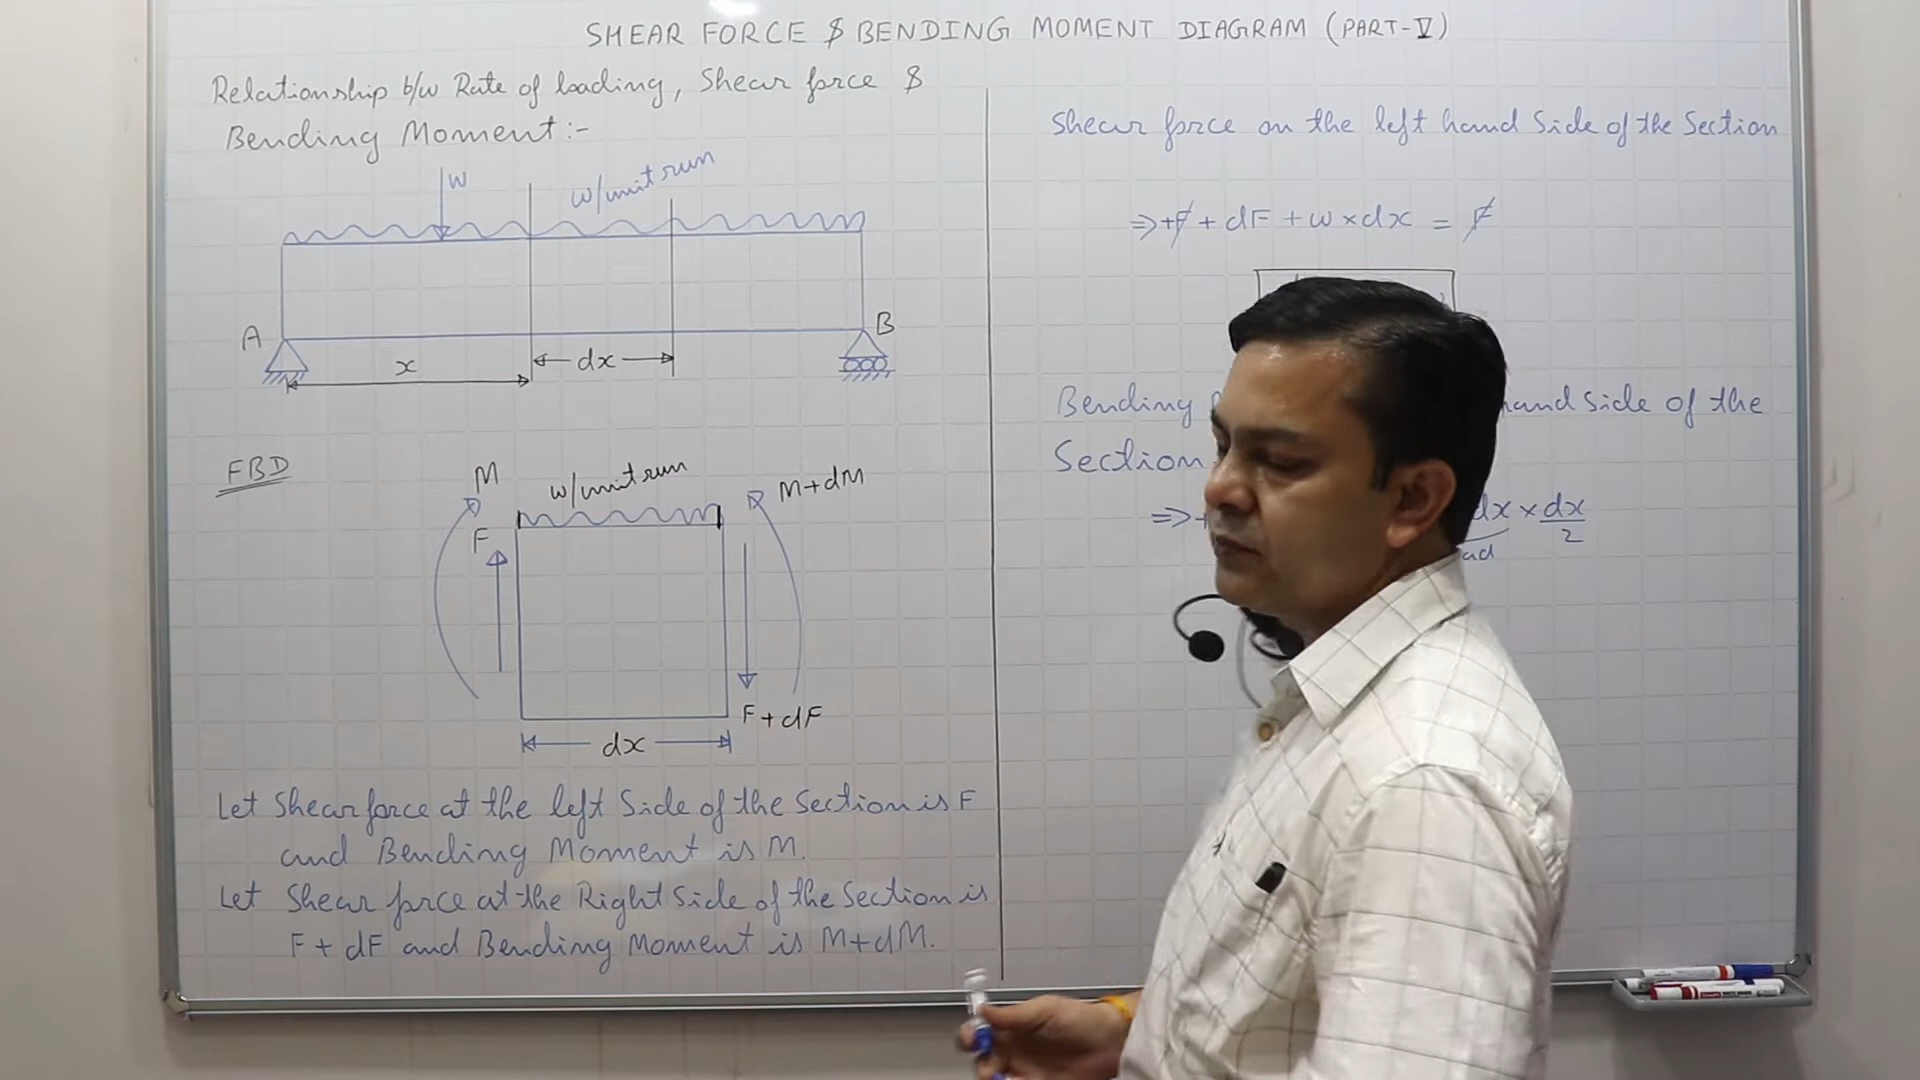 SHEAR FORCE $ BENDING MOMENT DIAGRAM (PART-V)
Relationship b/w Rate of loading, Shear force $
Bending Moment:-
W
w/unit run
A
B
x
dx
FBD
M
w/unit run
M+dM
F
F+dF
dx
Let Shear force at the left Side of the Section is F
and Bending Moment is M.
Let Shear force at the Right Side of the Section is
F + dF and Bending Moment is M+dM.
Shear force on the left hand Side of the Section
⇒ +F + dF + w×dx = F
Bending hand Side of the
Section
⇒ + dx × dx/2